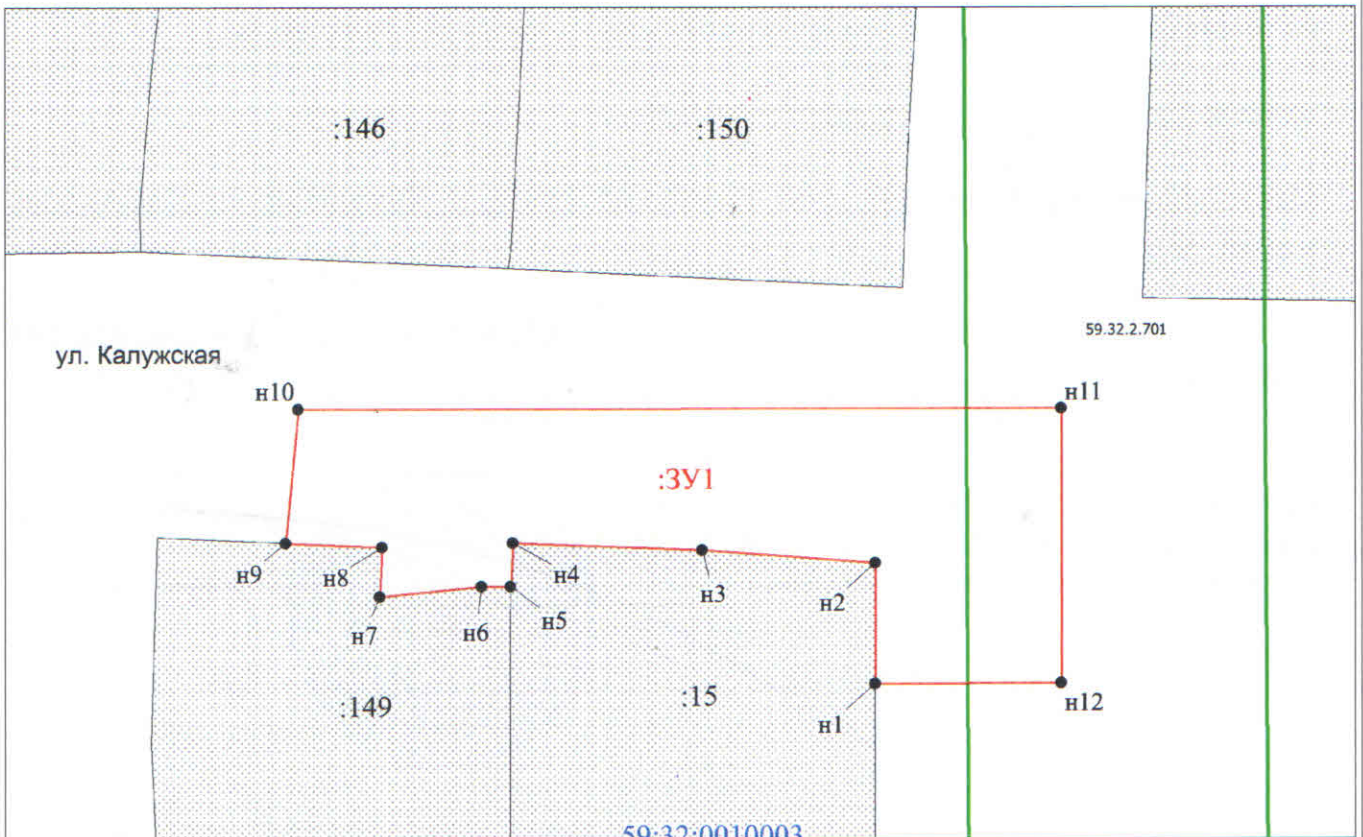 :146
:150
59.32.2.701
ул. Калужская
н10
н11
:ЗУ1
н9
н8
н4
н3
н2
н7
н6
н5
:149
:15
н1
н12
59:32:0010003